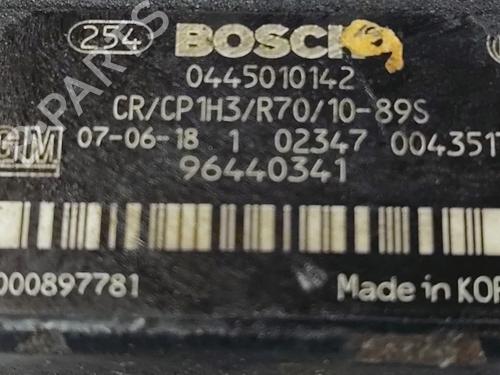 254 BOSCH
0445010142
CR/CP1H3/R70/10-89S
GM 07-06-18 1 02347 004351
96440341
000897781 Made in KOR